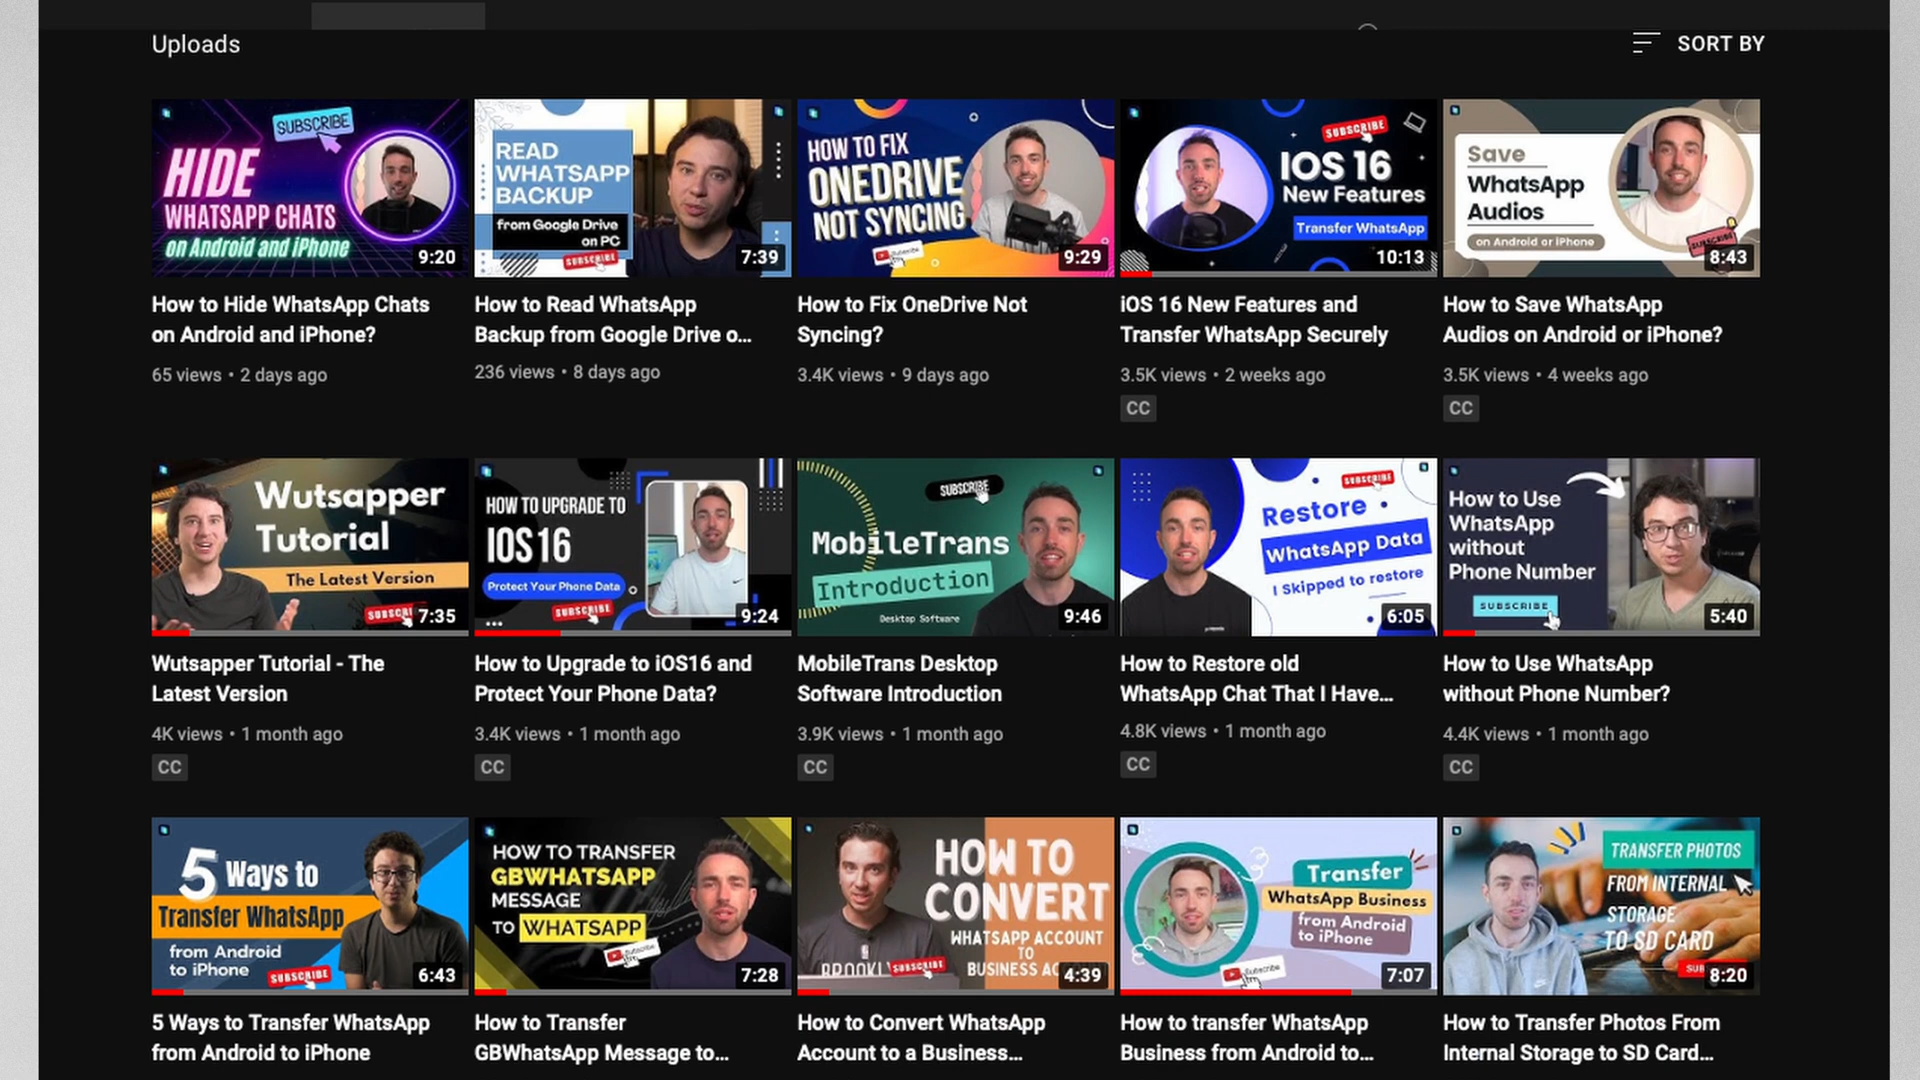 Uploads
SORT BY
SUBSCRIBE
HIDE
WHATSAPP CHATS
on Android and iPhone
9:20
READ
WHATSAPP
BACKUP
from Google Drive
on PC
SUBSCRIBE
7:39
HOW TO FIX
ONEDRIVE
NOT SYNCING
Subscribe
9:29
SUBSCRIBE
IOS 16
New Features
Transfer WhatsApp
10:13
Save
WhatsApp
Audios
on Android or iPhone
SUBSCRIBE
8:43
How to Hide WhatsApp Chats
on Android and iPhone?
65 views • 2 days ago
How to Read WhatsApp
Backup from Google Drive o...
236 views • 8 days ago
How to Fix OneDrive Not
Syncing?
3.4K views • 9 days ago
iOS 16 New Features and
Transfer WhatsApp Securely
3.5K views • 2 weeks ago
CC
How to Save WhatsApp
Audios on Android or iPhone?
3.5K views • 4 weeks ago
CC
Wutsapper
Tutorial
The Latest Version
SUBSCRI
7:35
HOW TO UPGRADE TO
IOS16
Protect Your Phone Data
SUBSCRIBE
9:24
SUBSCRIBE
MobileTrans
Introduction
Desktop Software
9:46
SUBSCRIBE
Restore
WhatsApp Data
I Skipped to restore
6:05
How to Use
WhatsApp
without
Phone Number
SUBSCRIBE
5:40
Wutsapper Tutorial - The
Latest Version
4K views • 1 month ago
CC
How to Upgrade to iOS16 and
Protect Your Phone Data?
3.4K views • 1 month ago
CC
MobileTrans Desktop
Software Introduction
3.9K views • 1 month ago
CC
How to Restore old
WhatsApp Chat That I Have...
4.8K views • 1 month ago
CC
How to Use WhatsApp
without Phone Number?
4.4K views • 1 month ago
CC
5 Ways to
Transfer WhatsApp
from Android
to iPhone
SUBSCRIBE
6:43
HOW TO TRANSFER
GBWHATSAPP
MESSAGE
TO WHATSAPP
Subscribe
7:28
HOW TO
CONVERT
WHATSAPP ACCOUNT
TO
BUSINESS AC
BROOKL
SUBSCRIBE
4:39
Transfer
WhatsApp Business
from Android
to iPhone
Subscribe
7:07
TRANSFER PHOTOS
FROM INTERNAL
STORAGE
TO SD CARD
SUB
8:20
5 Ways to Transfer WhatsApp
from Android to iPhone
How to Transfer
GBWhatsApp Message to...
How to Convert WhatsApp
Account to a Business...
How to transfer WhatsApp
Business from Android to...
How to Transfer Photos From
Internal Storage to SD Card...